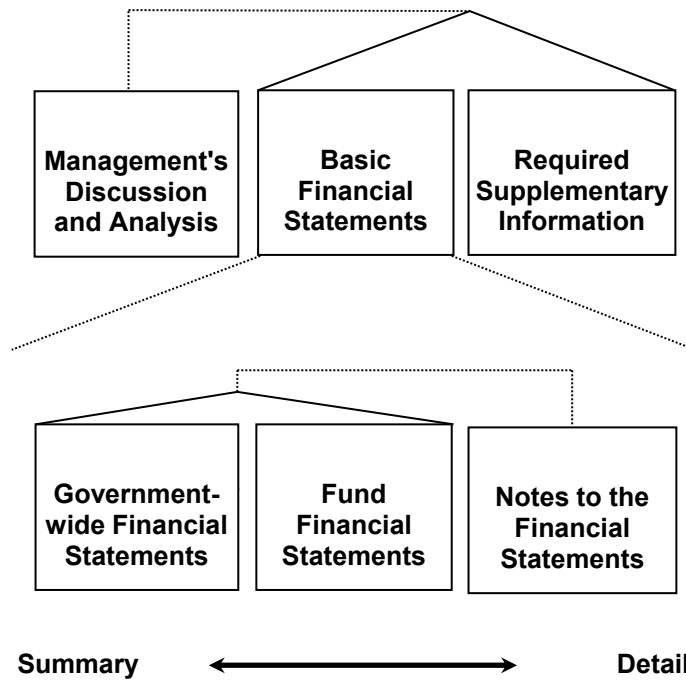 Management's
Discussion
and Analysis
Basic
Financial
Statements
Required
Supplementary
Information
Government-
wide Financial
Statements
Fund
Financial
Statements
Notes to the
Financial
Statements
Summary
Detail